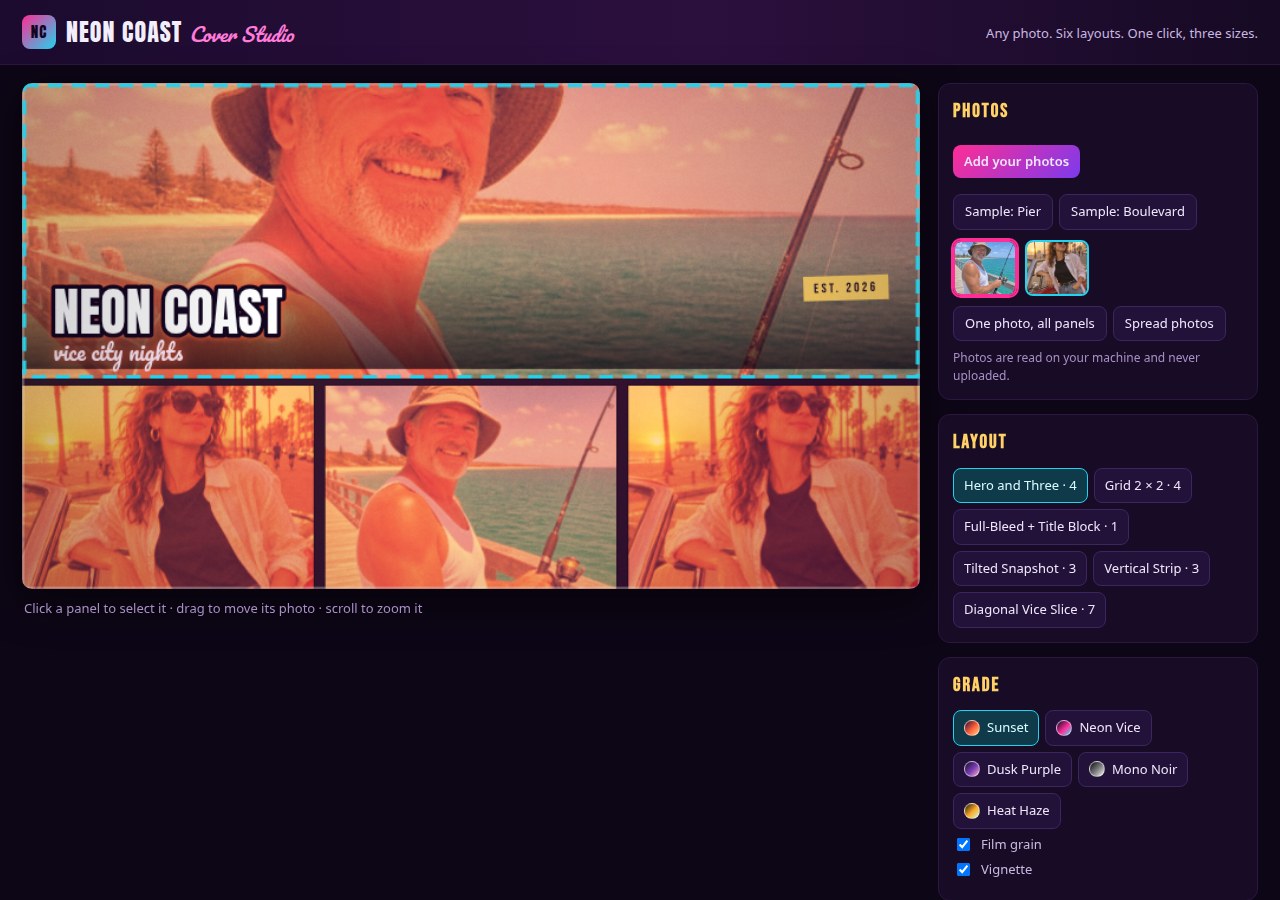 NC NEON COAST Cover Studio
Any photo. Six layouts. One click, three sizes.
EST. 2026
NEON COAST
vice city nights
Click a panel to select it · drag to move its photo · scroll to zoom it
PHOTOS
Add your photos
Sample: Pier Sample: Boulevard
One photo, all panels Spread photos
Photos are read on your machine and never
uploaded.
LAYOUT
Hero and Three · 4 Grid 2 × 2 · 4
Full-Bleed + Title Block · 1
Tilted Snapshot · 3 Vertical Strip · 3
Diagonal Vice Slice · 7
GRADE
Sunset Neon Vice
Dusk Purple Mono Noir
Heat Haze
Film grain
Vignette